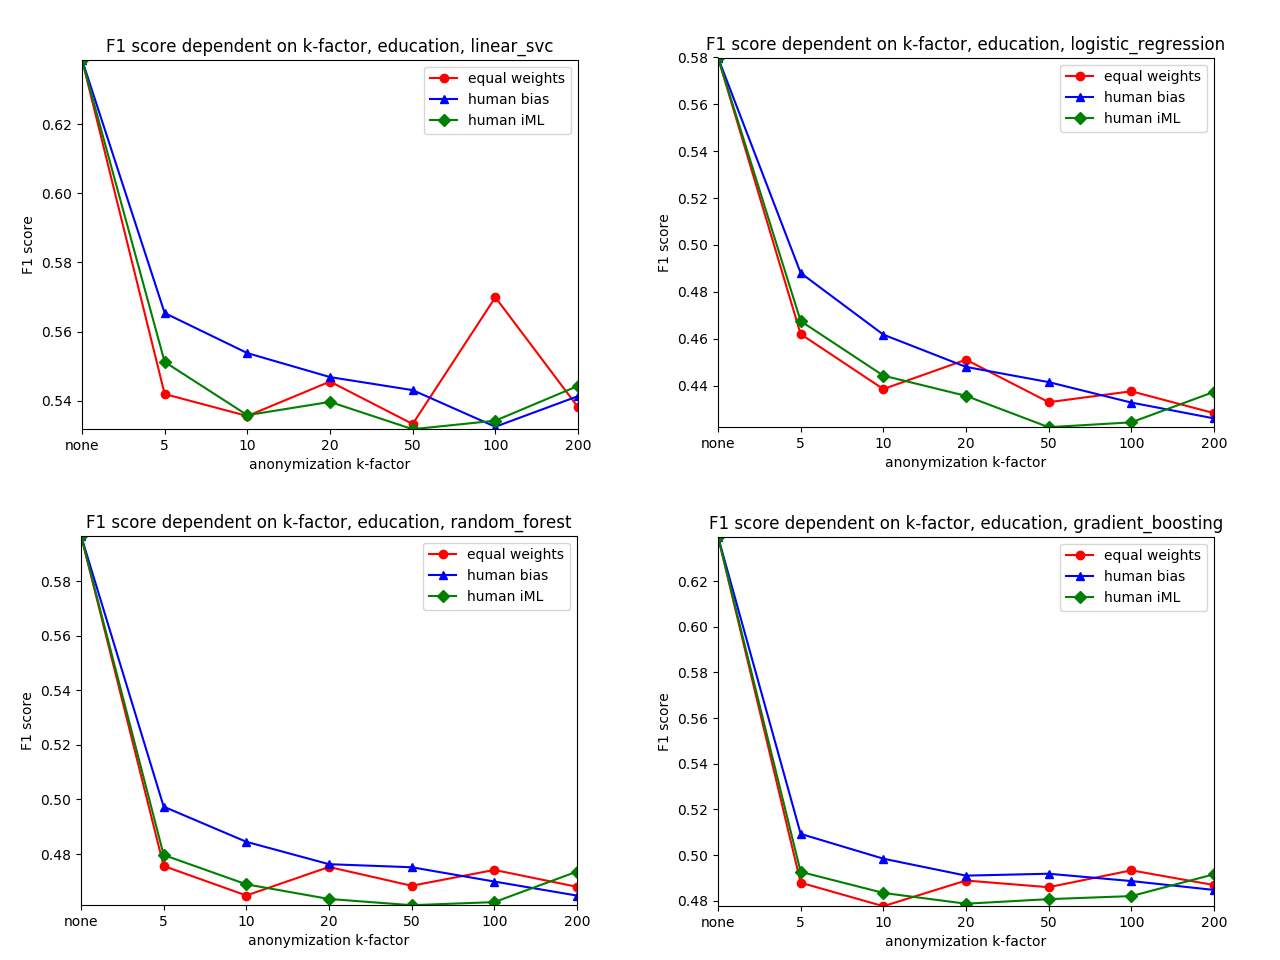 F1 score dependent on k-factor, education, linear_svc
equal weights
human bias
human iML
0.62
0.60
0.58
0.56
0.54
F1 score
none 5 10 20 50 100 200
anonymization k-factor
F1 score dependent on k-factor, education, logistic_regression
equal weights
human bias
human iML
0.58
0.56
0.54
0.52
0.50
0.48
0.46
0.44
F1 score
none 5 10 20 50 100 200
anonymization k-factor
F1 score dependent on k-factor, education, random_forest
equal weights
human bias
human iML
0.58
0.56
0.54
0.52
0.50
0.48
F1 score
none 5 10 20 50 100 200
anonymization k-factor
F1 score dependent on k-factor, education, gradient_boosting
equal weights
human bias
human iML
0.62
0.60
0.58
0.56
0.54
0.52
0.50
0.48
F1 score
none 5 10 20 50 100 200
anonymization k-factor